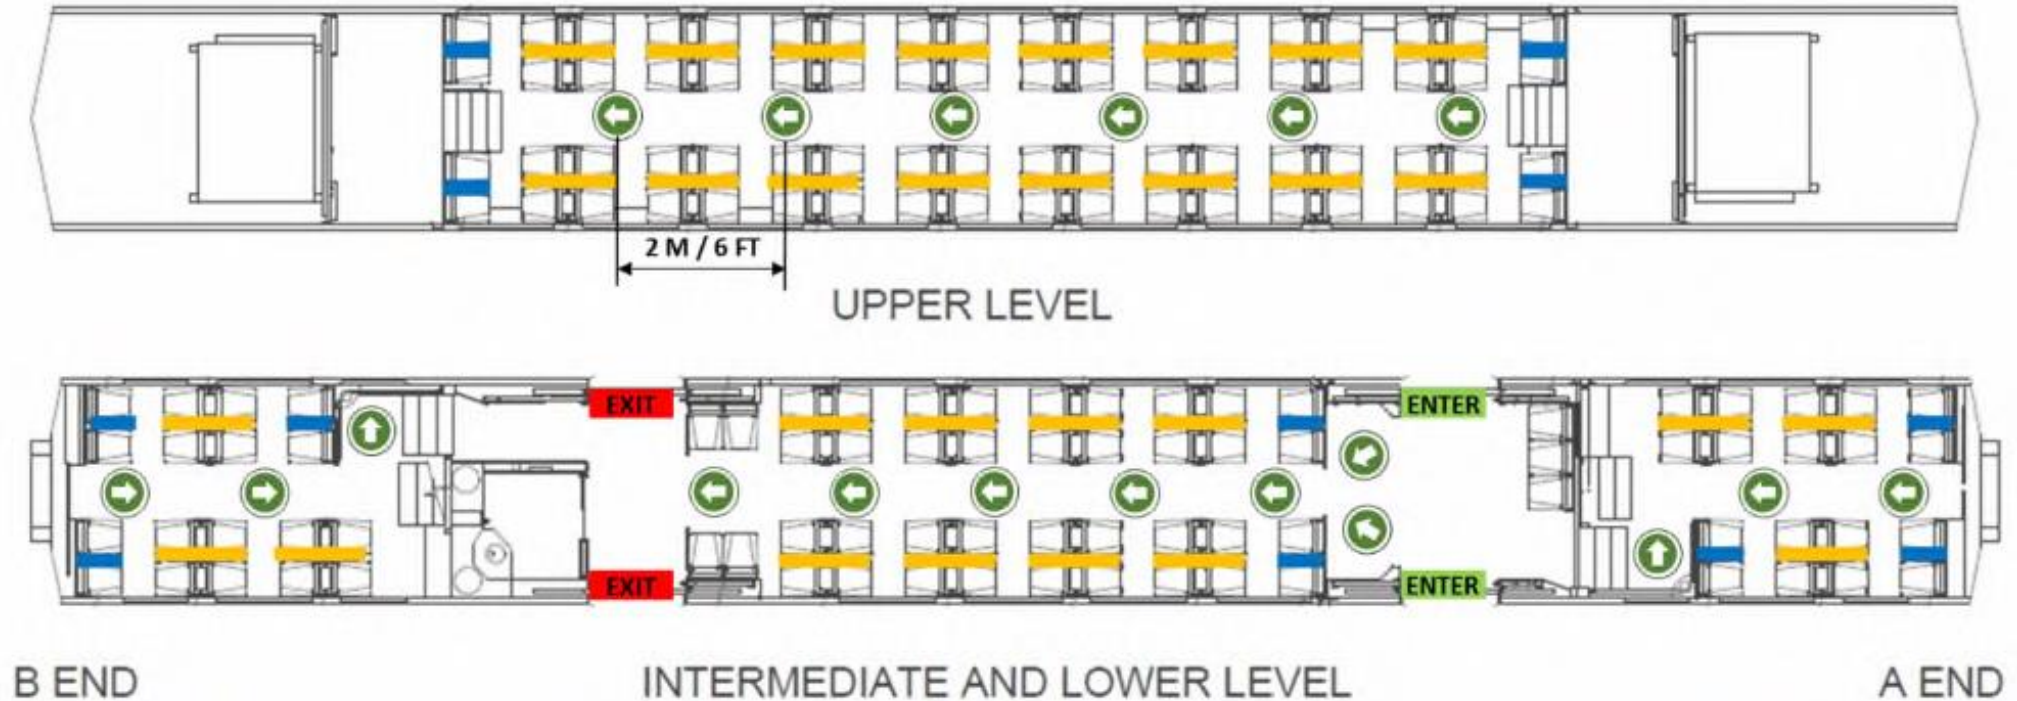 2 M / 6 FT
UPPER LEVEL
EXIT
ENTER
EXIT
ENTER
B END
INTERMEDIATE AND LOWER LEVEL
A END